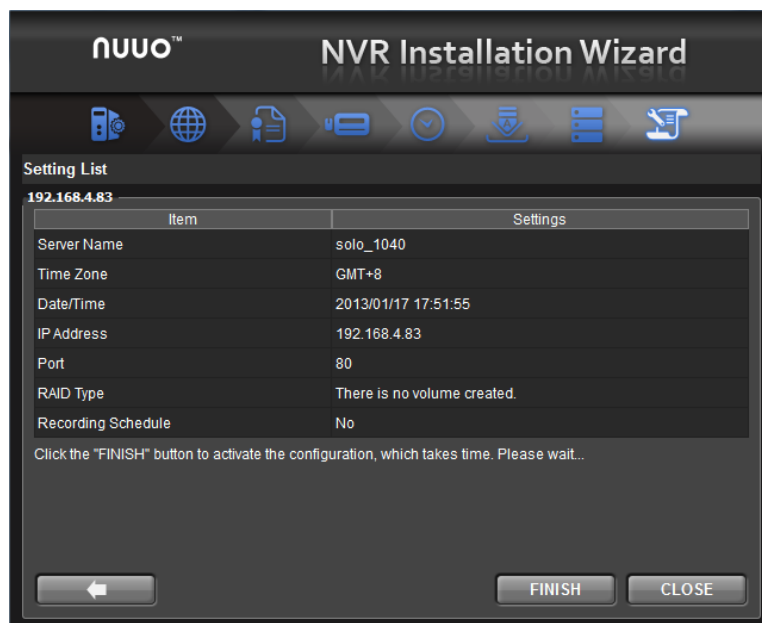 nuuo™
NVR Installation Wizard
Setting List
192.168.4.83
Item Settings
Server Name solo_1040
Time Zone GMT+8
Date/Time 2013/01/17 17:51:55
IP Address 192.168.4.83
Port 80
RAID Type There is no volume created.
Recording Schedule No
Click the "FINISH" button to activate the configuration, which takes time. Please wait...
FINISH CLOSE